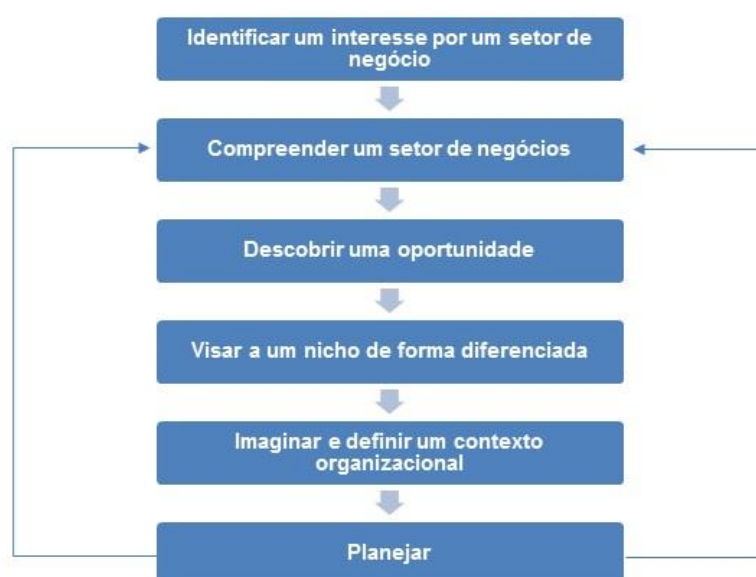 Identificar um interesse por um setor de
negócio
Compreender um setor de negócios
Descobrir uma oportunidade
Visar a um nicho de forma diferenciada
Imaginar e definir um contexto
organizacional
Planejar